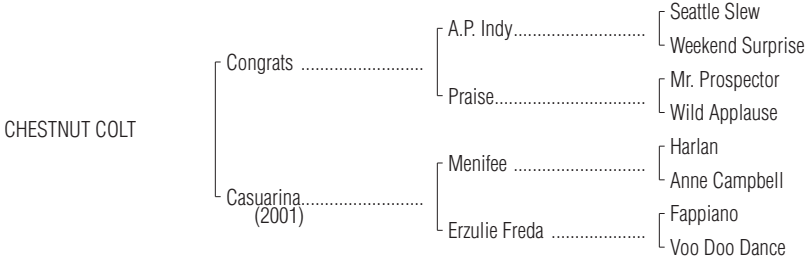 Seattle Slew
A.P. Indy
Weekend Surprise
Congrats
Mr. Prospector
Praise
Wild Applause
CHESTNUT COLT
Harlan
Menifee
Anne Campbell
Casuarina
(2001)
Fappiano
Erzulie Freda
Voo Doo Dance